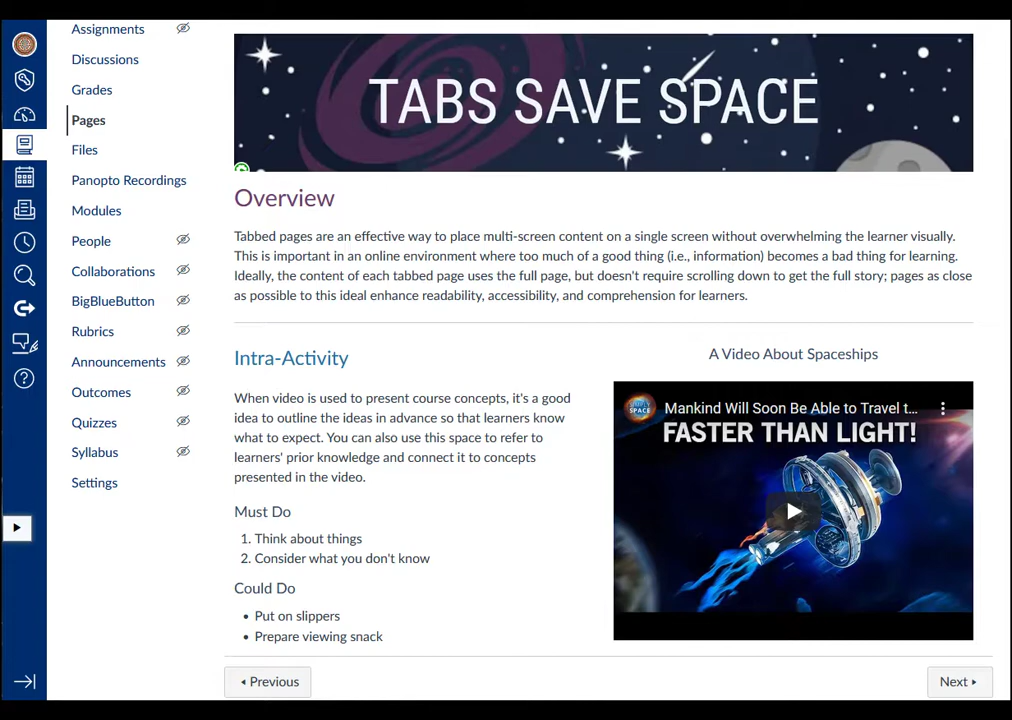 Assignments
Discussions
Grades
Pages
Files
Panopto Recordings
Modules
People
Collaborations
BigBlueButton
Rubrics
Announcements
Outcomes
Quizzes
Syllabus
Settings
TABS SAVE SPACE
Overview
Tabbed pages are an effective way to place multi-screen content on a single screen without overwhelming the learner visually.
This is important in an online environment where too much of a good thing (i.e., information) becomes a bad thing for learning.
Ideally, the content of each tabbed page uses the full page, but doesn't require scrolling down to get the full story; pages as close
as possible to this ideal enhance readability, accessibility, and comprehension for learners.
Intra-Activity
When video is used to present course concepts, it's a good
idea to outline the ideas in advance so that learners know
what to expect. You can also use this space to refer to
learners' prior knowledge and connect it to concepts
presented in the video.
Must Do
1. Think about things
2. Consider what you don't know
Could Do
• Put on slippers
• Prepare viewing snack
A Video About Spaceships
Mankind Will Soon Be Able to Travel t...
FASTER THAN LIGHT!
Previous
Next